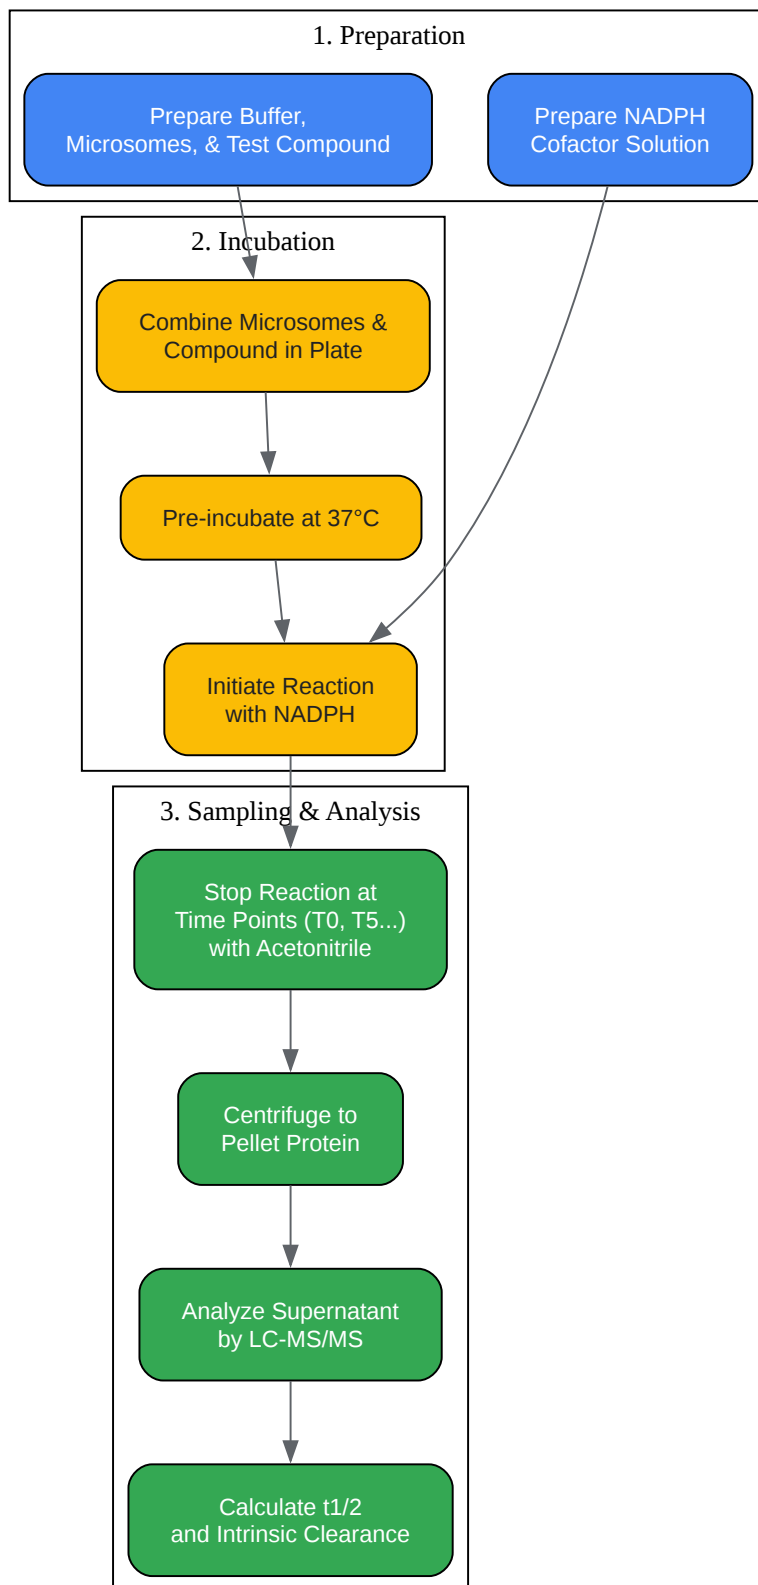 1. Preparation
Prepare Buffer,
Microsomes, & Test Compound
Prepare NADPH
Cofactor Solution
2. Incubation
Combine Microsomes &
Compound in Plate
Pre-incubate at 37°C
Initiate Reaction
with NADPH
3. Sampling & Analysis
Stop Reaction at
Time Points (T0, T5...)
with Acetonitrile
Centrifuge to
Pellet Protein
Analyze Supernatant
by LC-MS/MS
Calculate t1/2
and Intrinsic Clearance